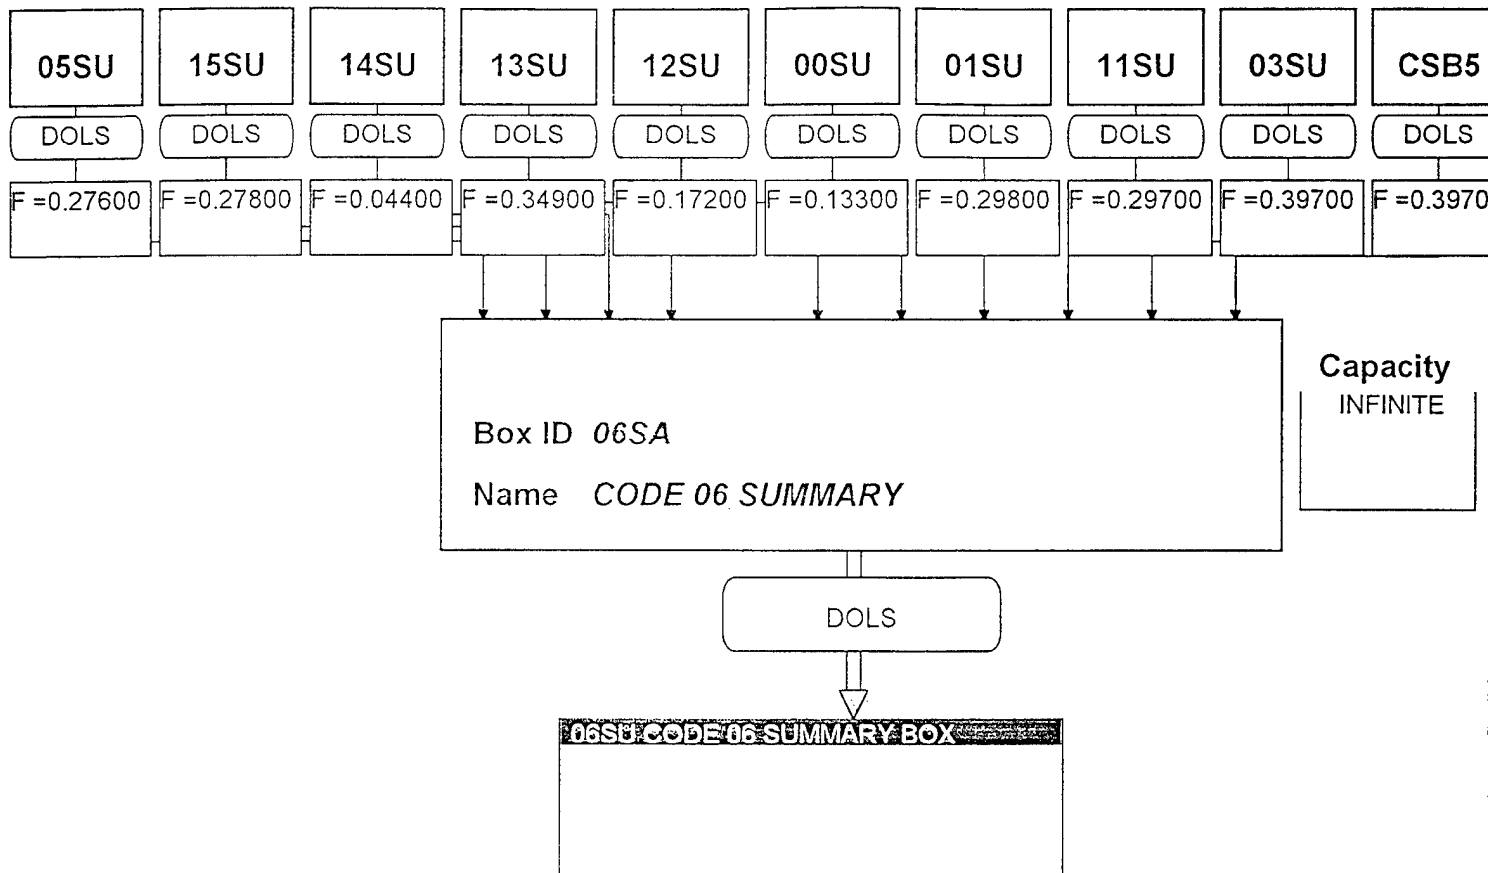 05SU 15SU 14SU 13SU 12SU 00SU 01SU 11SU 03SU CSB5
DOLS DOLS DOLS DOLS DOLS DOLS DOLS DOLS DOLS DOLS
F =0.27600 F =0.27800 F =0.04400 F =0.34900 F =0.17200 F =0.13300 F =0.29800 F =0.29700 F =0.39700 F =0.3970
Capacity
INFINITE
Box ID 06SA
Name CODE 06 SUMMARY
DOLS
06SU CODE 06 SUMMARY BOX